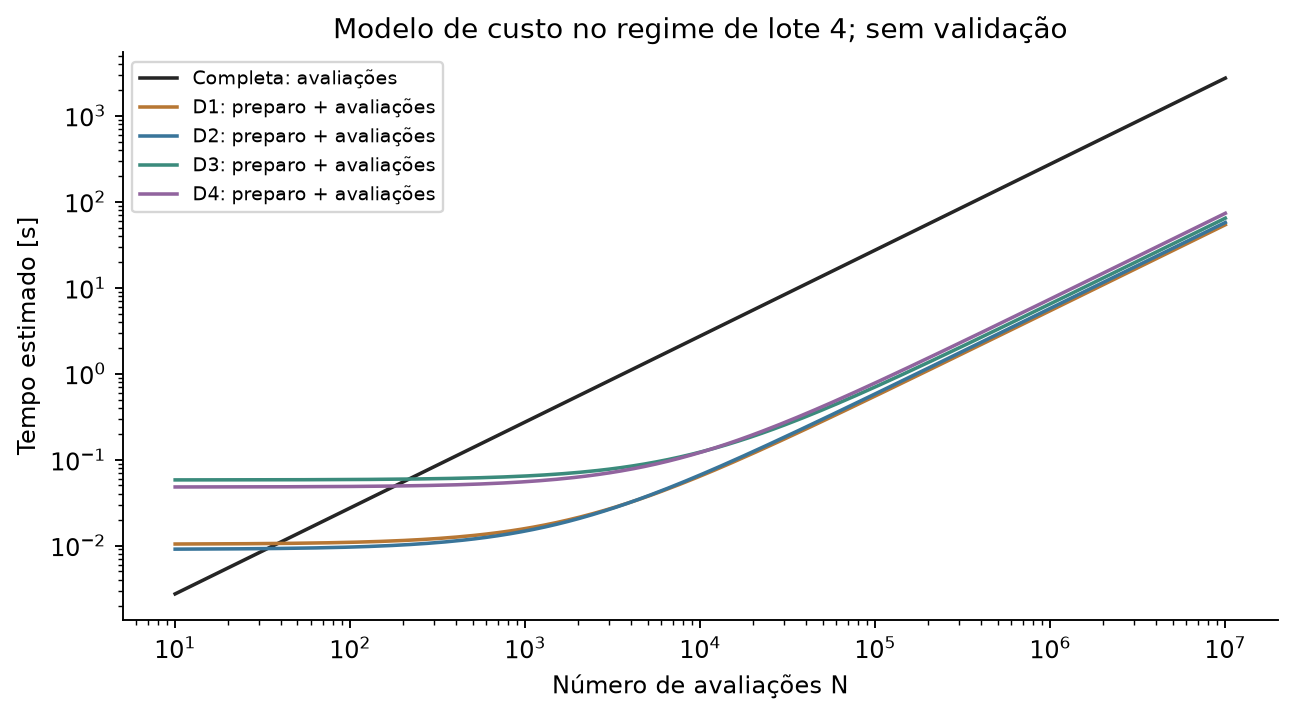 Modelo de custo no regime de lote 4; sem validação
Completa: avaliações
D1: preparo + avaliações
D2: preparo + avaliações
D3: preparo + avaliações
D4: preparo + avaliações
Tempo estimado [s]
10³
10²
10¹
10⁰
10⁻¹
10⁻²
10¹ 10² 10³ 10⁴ 10⁵ 10⁶ 10⁷
Número de avaliações N